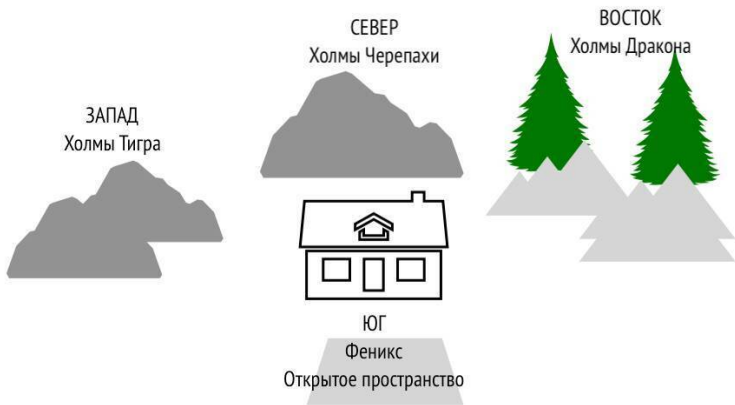 СЕВЕР
Холмы Черепахи
ВОСТОК
Холмы Дракона
ЗАПАД
Холмы Тигра
ЮГ
Феникс
Открытое пространство